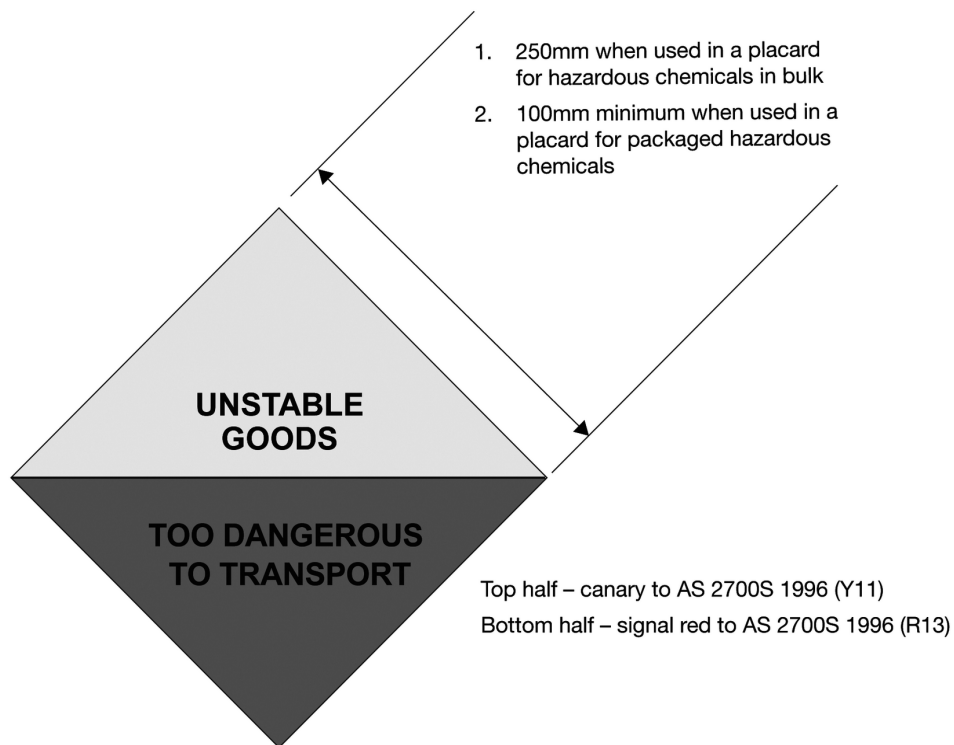 1. 250mm when used in a placard
for hazardous chemicals in bulk
2. 100mm minimum when used in a
placard for packaged hazardous
chemicals
UNSTABLE
GOODS
TOO DANGEROUS
TO TRANSPORT
Top half – canary to AS 2700S 1996 (Y11)
Bottom half – signal red to AS 2700S 1996 (R13)